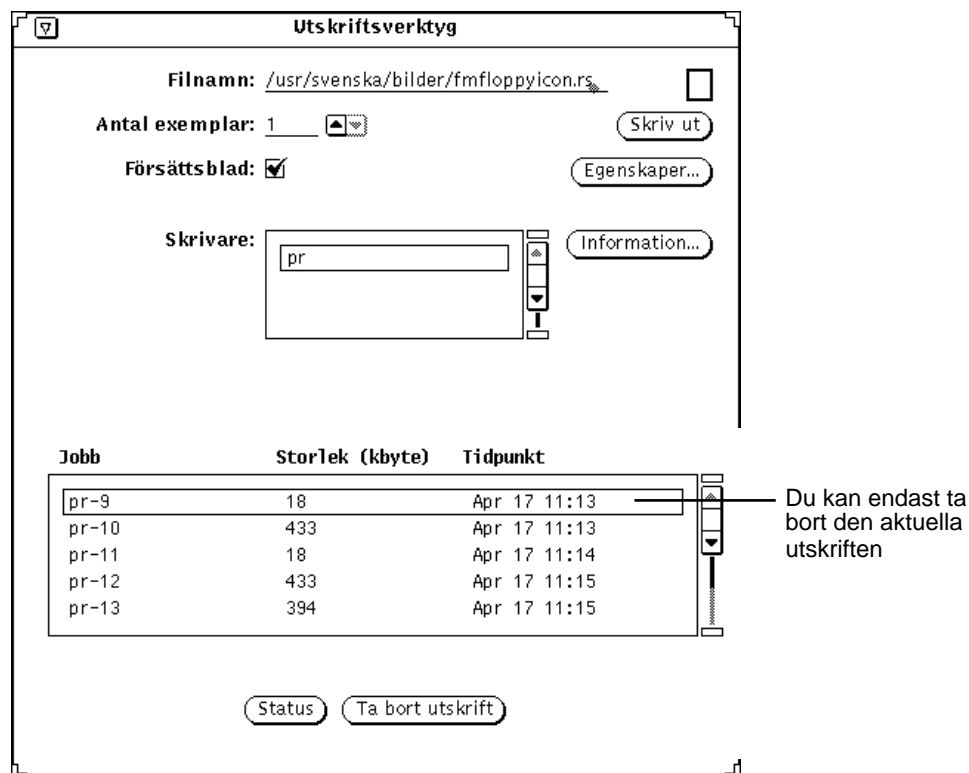 Utskriftsverktyg
Filnamn: /usr/svenska/bilder/fmfloppyicon.rs
Antal exemplar: 1
Skriv ut
Försättsblad:
Egenskaper...
Skrivare:
pr
Information...
Jobb Storlek (kbyte) Tidpunkt
pr-9 18 Apr 17 11:13
pr-10 433 Apr 17 11:13
pr-11 18 Apr 17 11:14
pr-12 433 Apr 17 11:15
pr-13 394 Apr 17 11:15
Du kan endast ta
bort den aktuella
utskriften
Status Ta bort utskrift